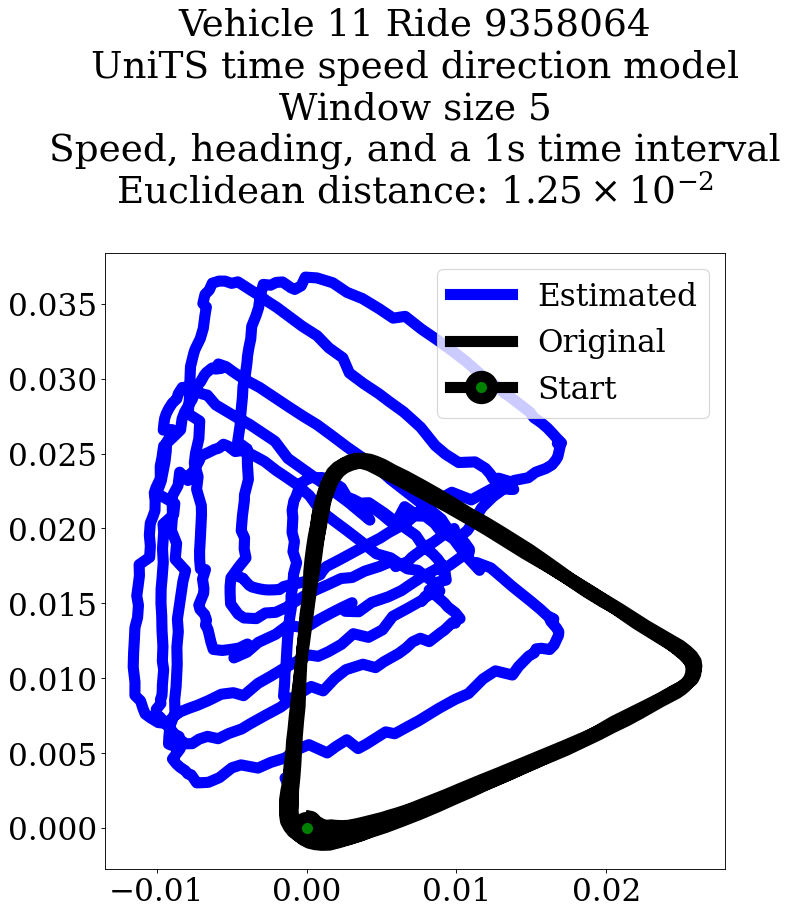 Vehicle 11 Ride 9358064
UniTS time speed direction model
Window size 5
Speed, heading, and a 1s time interval
Euclidean distance: 1.25 × 10⁻²
Estimated
Original
Start
0.035
0.030
0.025
0.020
0.015
0.010
0.005
0.000
−0.01 0.00 0.01 0.02